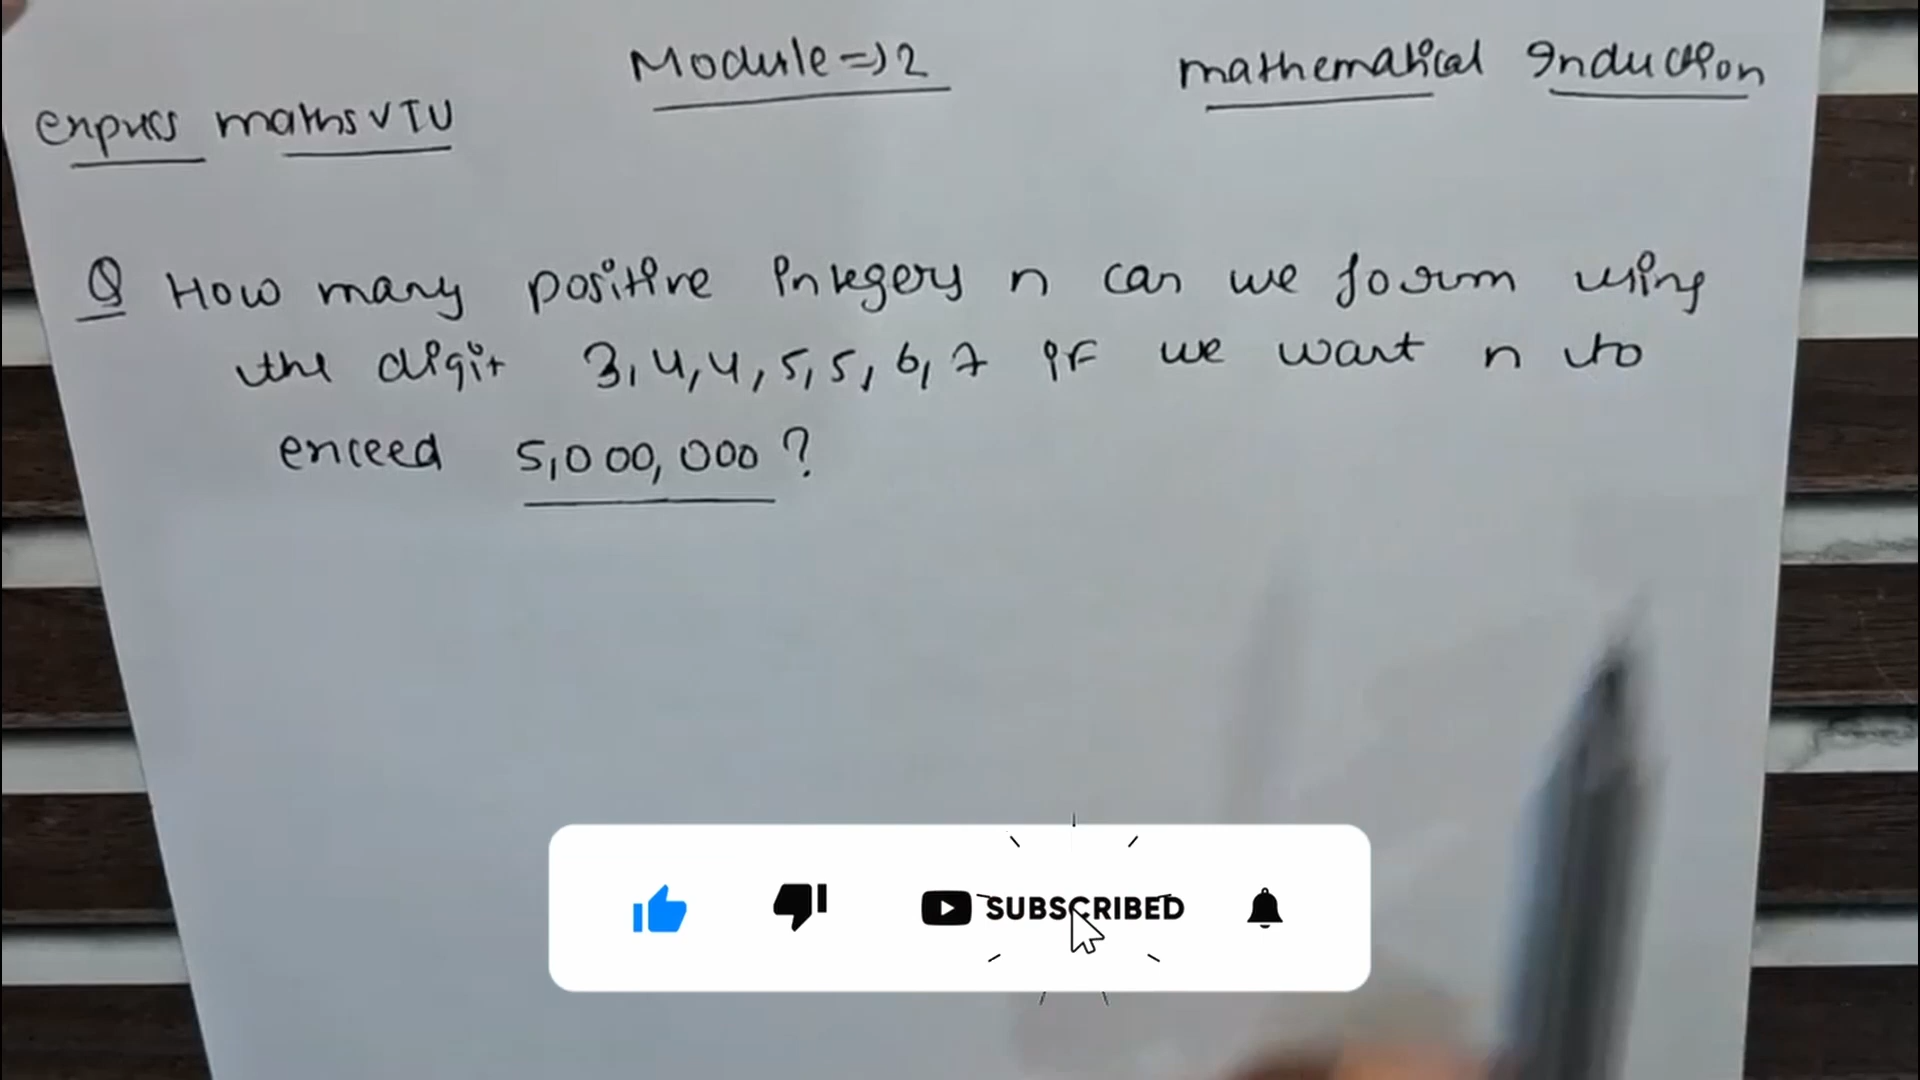 Module => 2
mathematical Induction
express maths VTU
Q How many positive integers n can we form using
the digit 3, 4, 4, 5, 5, 6, 7 if we want n to
exceed 5,000,000 ?
SUBSCRIBED